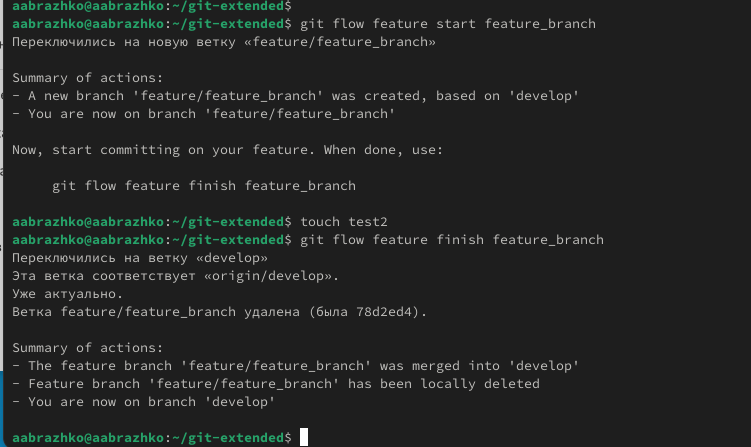 aabrazhko@aabrazhko:~/git-extended$
aabrazhko@aabrazhko:~/git-extended$ git flow feature start feature_branch
Переключились на новую ветку «feature/feature_branch»
Summary of actions:
- A new branch 'feature/feature_branch' was created, based on 'develop'
- You are now on branch 'feature/feature_branch'
Now, start committing on your feature. When done, use:
git flow feature finish feature_branch
aabrazhko@aabrazhko:~/git-extended$ touch test2
aabrazhko@aabrazhko:~/git-extended$ git flow feature finish feature_branch
Переключились на ветку «develop»
Эта ветка соответствует «origin/develop».
Уже актуально.
Ветка feature/feature_branch удалена (была 78d2ed4).
Summary of actions:
- The feature branch 'feature/feature_branch' was merged into 'develop'
- Feature branch 'feature/feature_branch' has been locally deleted
- You are now on branch 'develop'
aabrazhko@aabrazhko:~/git-extended$